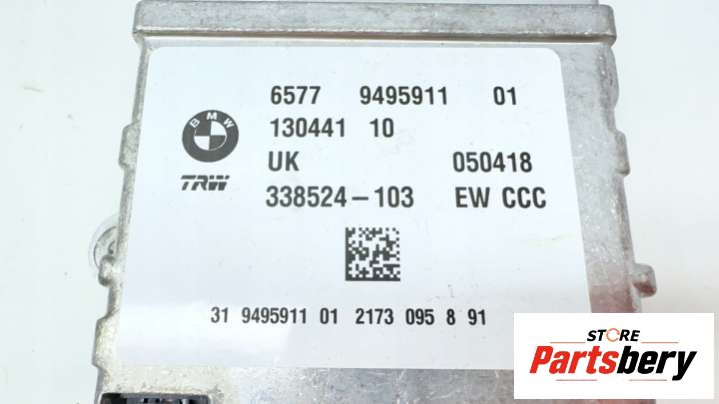 6577 9495911 01
130441 10
BMW
UK 050418
TRW
338524-103 EW CCC
31 9495911 01 2173 095 8 91
STORE
Partsbery